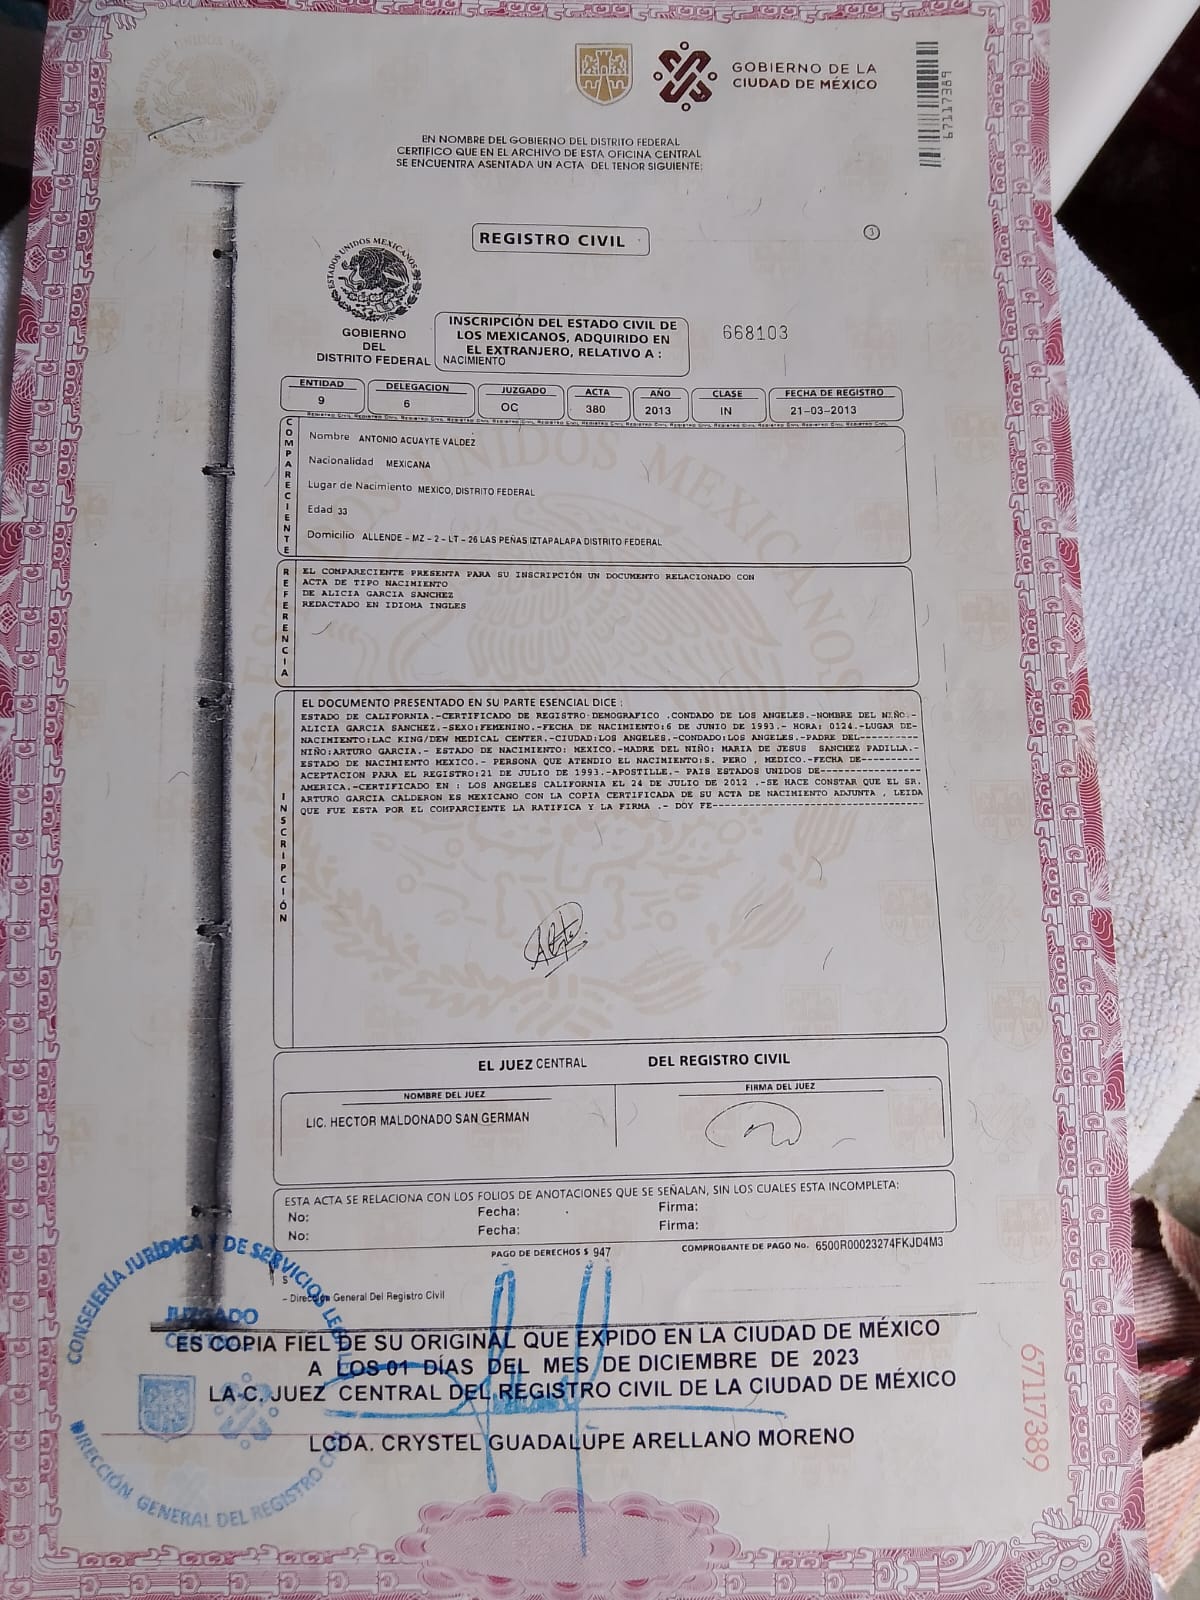 GOBIERNO DE LA
CIUDAD DE MÉXICO
67117389
EN NOMBRE DEL GOBIERNO DEL DISTRITO FEDERAL
CERTIFICO QUE EN EL ARCHIVO DE ESTA OFICINA CENTRAL
SE ENCUENTRA ASENTADA UN ACTA DEL TENOR SIGUIENTE:
REGISTRO CIVIL
3
ESTADOS UNIDOS MEXICANOS
GOBIERNO
DEL
DISTRITO FEDERAL
INSCRIPCIÓN DEL ESTADO CIVIL DE
LOS MEXICANOS, ADQUIRIDO EN
EL EXTRANJERO, RELATIVO A :
NACIMIENTO
668103
ENTIDAD DELEGACION JUZGADO ACTA AÑO CLASE FECHA DE REGISTRO
9 6 OC 380 2013 IN 21-03-2013
COMPARECIENTE
Nombre ANTONIO ACUAYTE VALDEZ
Nacionalidad MEXICANA
Lugar de Nacimiento MEXICO, DISTRITO FEDERAL
Edad 33
Domicilio ALLENDE - MZ - 2 - LT - 26 LAS PEÑAS IZTAPALAPA DISTRITO FEDERAL
REFERENCIA
EL COMPARECIENTE PRESENTA PARA SU INSCRIPCIÓN UN DOCUMENTO RELACIONADO CON
ACTA DE TIPO NACIMIENTO
DE ALICIA GARCIA SANCHEZ
REDACTADO EN IDIOMA INGLES
INSCRIPCIÓN
EL DOCUMENTO PRESENTADO EN SU PARTE ESENCIAL DICE :
ESTADO DE CALIFORNIA.-CERTIFICADO DE REGISTRO DEMOGRAFICO .CONDADO DE LOS ANGELES.-NOMBRE DEL NIÑO:-
ALICIA GARCIA SANCHEZ.-SEXO:FEMENINO.-FECHA DE NACIMIENTO:6 DE JUNIO DE 1993.- HORA: 0124.-LUGAR DE-
NACIMIENTO:LAC KING/DEW MEDICAL CENTER.-CIUDAD:LOS ANGELES.-CONDADO:LOS ANGELES.-PADRE DEL----------
NIÑO:ARTURO GARCIA.- ESTADO DE NACIMIENTO: MEXICO.-MADRE DEL NIÑO: MARIA DE JESUS SANCHEZ PADILLA.-
ESTADO DE NACIMIENTO MEXICO.- PERSONA QUE ATENDIO EL NACIMIENTO:S. PERO , MEDICO.-FECHA DE----------
ACEPTACION PARA EL REGISTRO:21 DE JULIO DE 1993.-APOSTILLE.- PAIS ESTADOS UNIDOS DE---------------
AMERICA.-CERTIFICADO EN : LOS ANGELES CALIFORNIA EL 24 DE JULIO DE 2012 .-SE HACE CONSTAR QUE EL SR.
ARTURO GARCIA CALDERON ES MEXICANO CON LA COPIA CERTIFICADA DE SU ACTA DE NACIMIENTO ADJUNTA , LEIDA
QUE FUE ESTA POR EL COMPARCIENTE LA RATIFICA Y LA FIRMA .- DOY FE--------------------------------
EL JUEZ CENTRAL DEL REGISTRO CIVIL
NOMBRE DEL JUEZ FIRMA DEL JUEZ
LIC. HECTOR MALDONADO SAN GERMAN
ESTA ACTA SE RELACIONA CON LOS FOLIOS DE ANOTACIONES QUE SE SEÑALAN, SIN LOS CUALES ESTA INCOMPLETA:
No: Fecha: Firma:
No: Fecha: Firma:
PAGO DE DERECHOS $ 947 COMPROBANTE DE PAGO No. 6500R00023274FKJD4M3
- Dirección General Del Registro Civil
CONSEJERÍA JURÍDICA Y DE SERVICIOS
JUZGADO
ES COPIA FIEL DE SU ORIGINAL QUE EXPIDO EN LA CIUDAD DE MÉXICO
A LOS 01 DÍAS DEL MES DE DICIEMBRE DE 2023
LA C. JUEZ CENTRAL DEL REGISTRO CIVIL DE LA CIUDAD DE MÉXICO
LCDA. CRYSTEL GUADALUPE ARELLANO MORENO
DIRECCIÓN GENERAL DEL REGISTRO
67117389